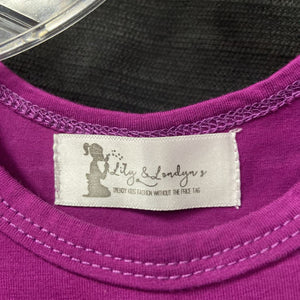 Lily & Londyn's
TRENDY KIDS FASHION WITHOUT THE PRICE TAG